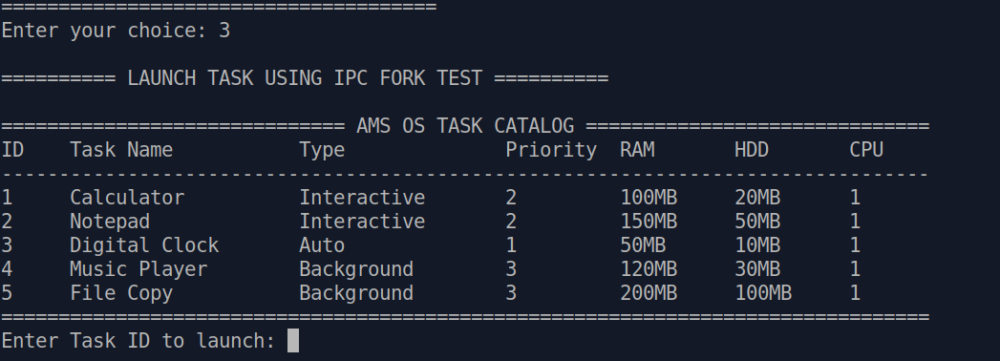 ======================================
Enter your choice: 3
========== LAUNCH TASK USING IPC FORK TEST ==========
============================== AMS OS TASK CATALOG ==============================
ID    Task Name           Type              Priority  RAM       HDD       CPU
---------------------------------------------------------------------------------
1     Calculator          Interactive       2         100MB     20MB      1
2     Notepad             Interactive       2         150MB     50MB      1
3     Digital Clock       Auto              1         50MB      10MB      1
4     Music Player        Background        3         120MB     30MB      1
5     File Copy           Background        3         200MB     100MB     1
=================================================================================
Enter Task ID to launch: